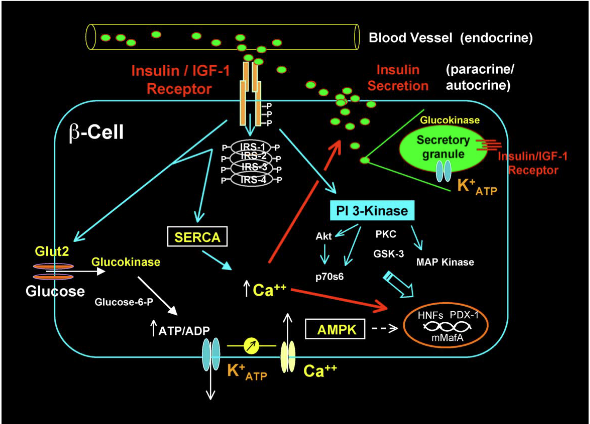 Blood Vessel (endocrine)
Insulin / IGF-1
Receptor
Insulin
Secretion
(paracrine/
autocrine)
β-Cell
P
P
P
Glucokinase
Secretory
granule
Insulin/IGF-1
Receptor
K+ATP
P IRS-1 P
P IRS-2 P
P IRS-3 P
P IRS-4 P
PI 3-Kinase
SERCA
Akt
PKC
GSK-3
MAP Kinase
p70s6
Glut2
Glucokinase
Glucose
Glucose-6-P
↑Ca++
↑ATP/ADP
AMPK
HNFs PDX-1
mMafA
K+ATP
Ca++